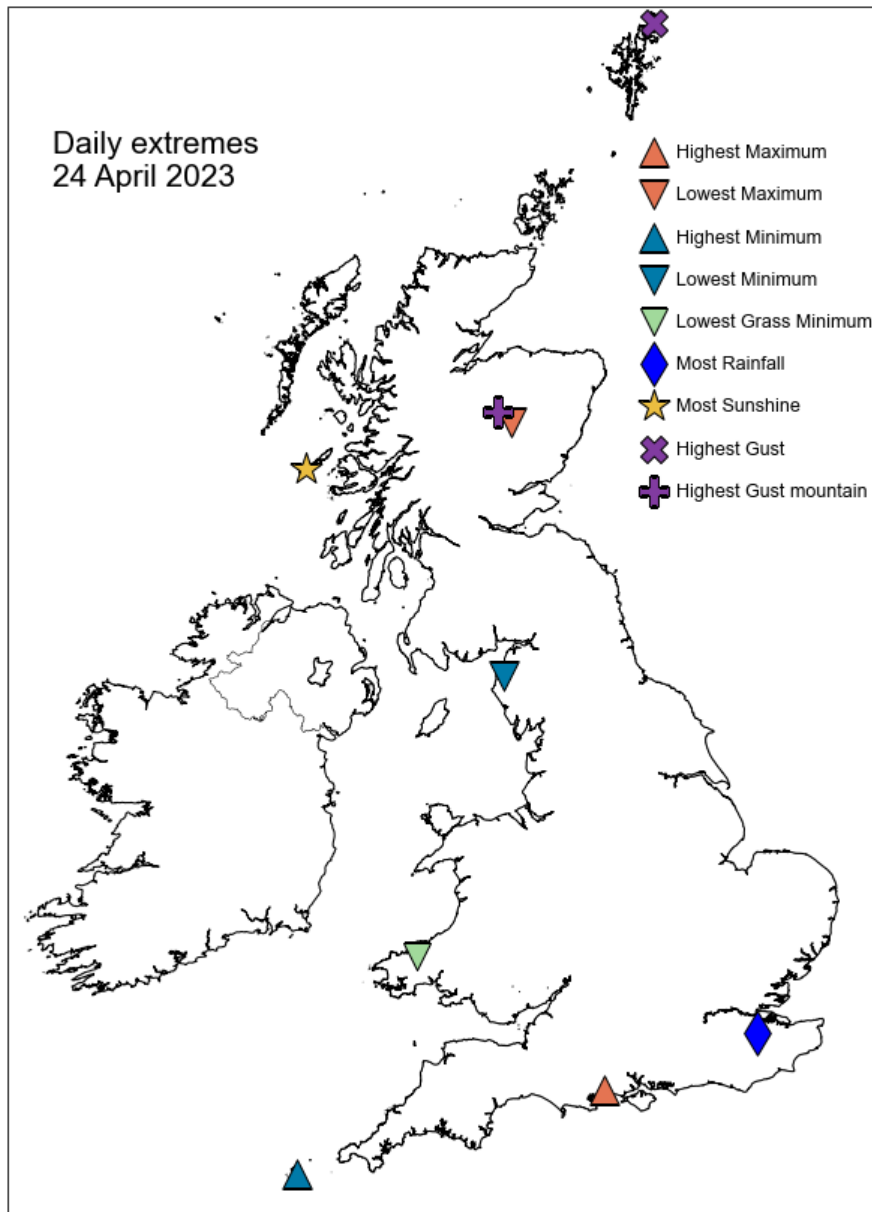 Daily extremes
24 April 2023
Highest Maximum
Lowest Maximum
Highest Minimum
Lowest Minimum
Lowest Grass Minimum
Most Rainfall
Most Sunshine
Highest Gust
Highest Gust mountain